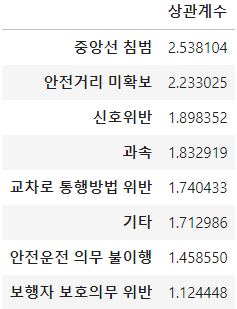 상관계수
중앙선 침범 2.538104
안전거리 미확보 2.233025
신호위반 1.898352
과속 1.832919
교차로 통행방법 위반 1.740433
기타 1.712986
안전운전 의무 불이행 1.458550
보행자 보호의무 위반 1.124448